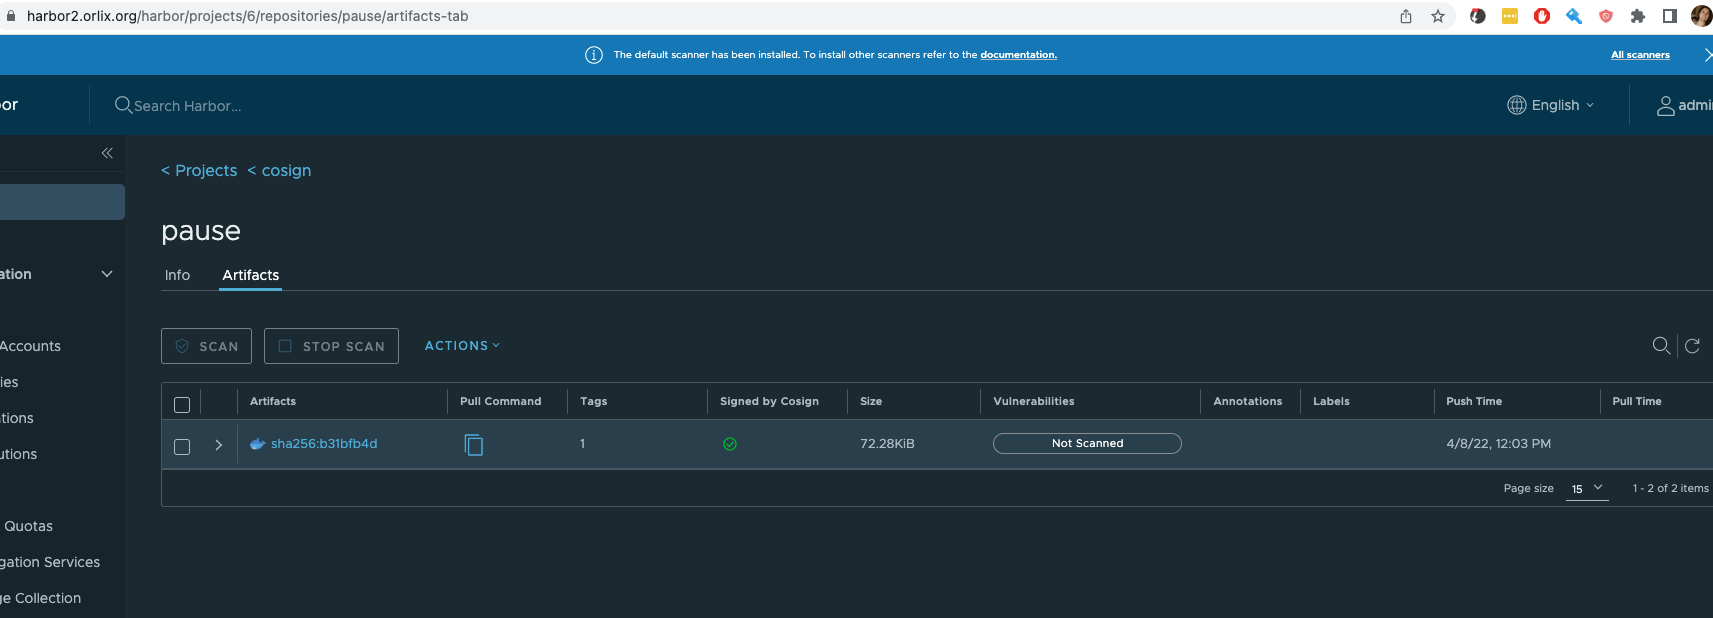 harbor2.orlix.org/harbor/projects/6/repositories/pause/artifacts-tab
The default scanner has been installed. To install other scanners refer to the documentation.
All scanners
or
Search Harbor...
English
admi
< Projects < cosign
pause
Info Artifacts
ation
Accounts
ies
tions
utions
Quotas
gation Services
ge Collection
SCAN STOP SCAN ACTIONS
Artifacts Pull Command Tags Signed by Cosign Size Vulnerabilities Annotations Labels Push Time Pull Time
sha256:b31bfb4d 1 72.28KiB Not Scanned 4/8/22, 12:03 PM
Page size 15 1 - 2 of 2 items